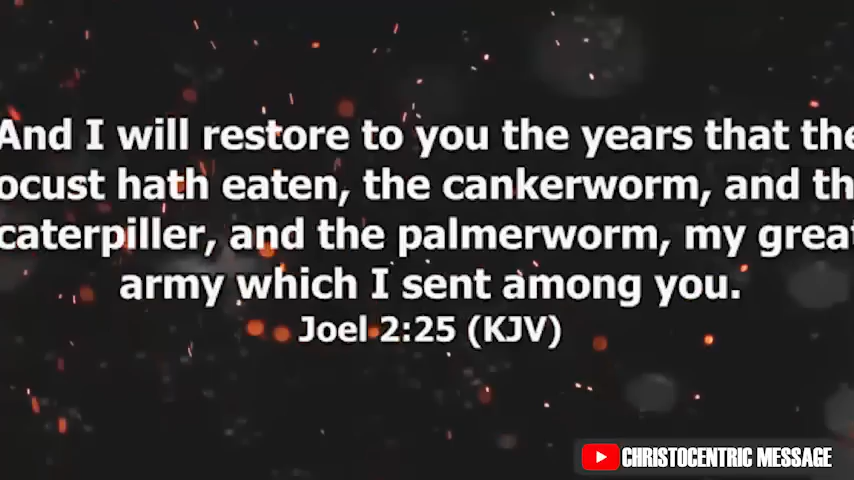 And I will restore to you the years that the
ocust hath eaten, the cankerworm, and th
caterpiller, and the palmerworm, my great
army which I sent among you.
Joel 2:25 (KJV)
CHRISTOCENTRIC MESSAGE